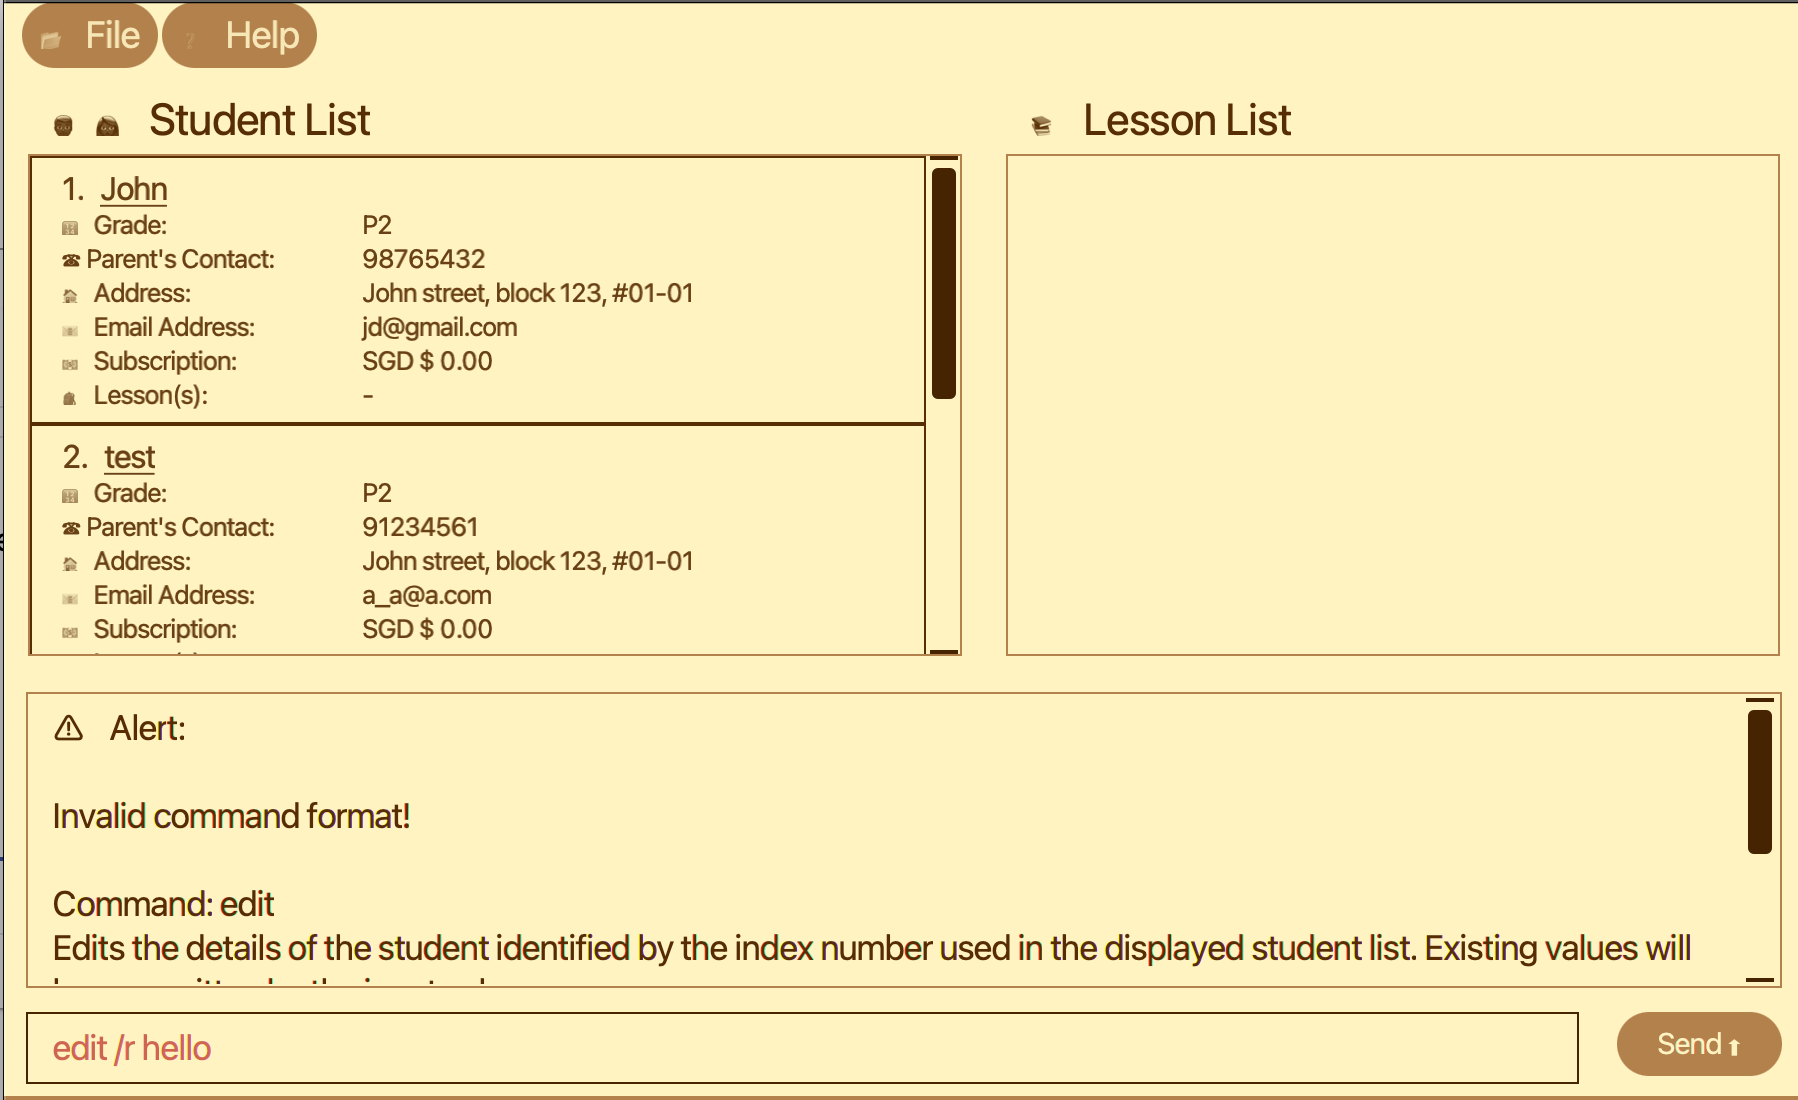 File Help
Student List
1. John
Grade: P2
Parent's Contact: 98765432
Address: John street, block 123, #01-01
Email Address: jd@gmail.com
Subscription: SGD $ 0.00
Lesson(s): -
2. test
Grade: P2
Parent's Contact: 91234561
Address: John street, block 123, #01-01
Email Address: a_a@a.com
Subscription: SGD $ 0.00
Lesson List
Alert:
Invalid command format!
Command: edit
Edits the details of the student identified by the index number used in the displayed student list. Existing values will
edit /r hello
Send